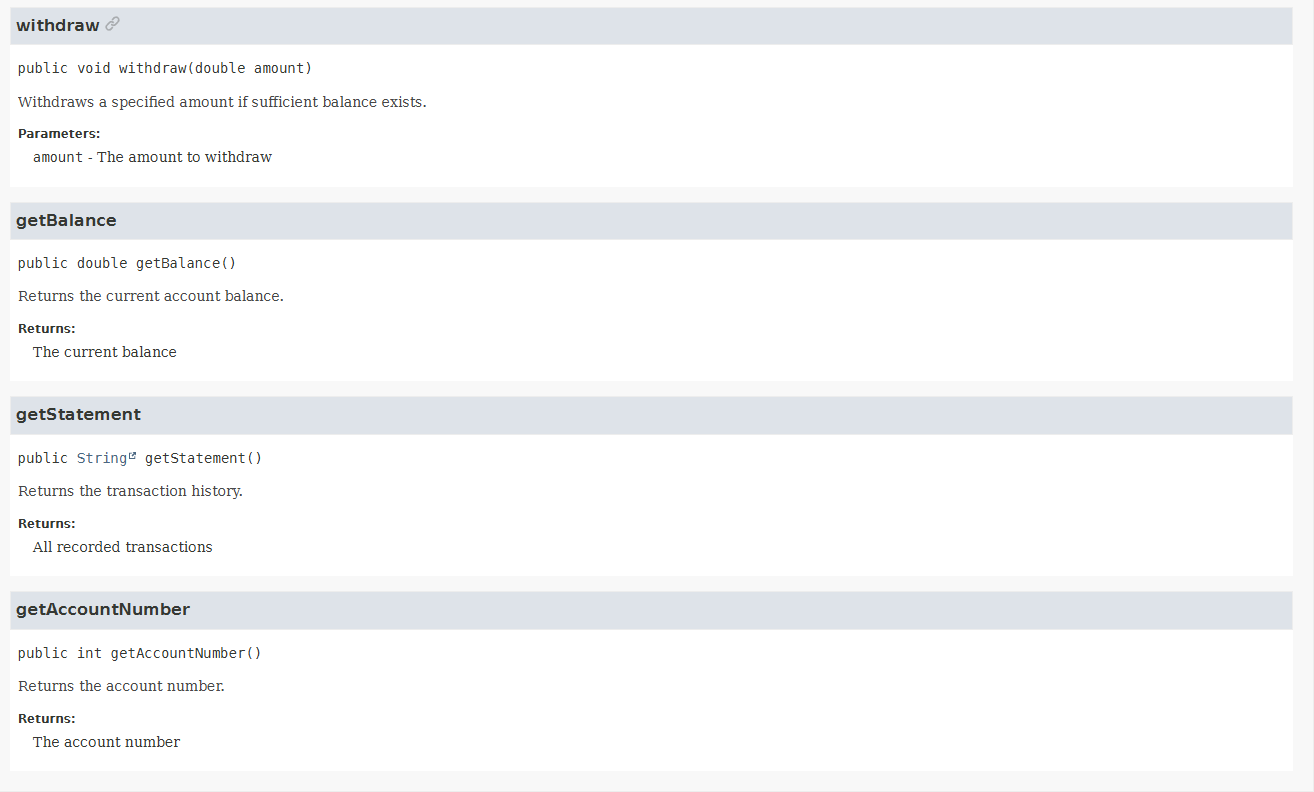 withdraw
public void withdraw(double amount)
Withdraws a specified amount if sufficient balance exists.
Parameters:
amount - The amount to withdraw
getBalance
public double getBalance()
Returns the current account balance.
Returns:
The current balance
getStatement
public String getStatement()
Returns the transaction history.
Returns:
All recorded transactions
getAccountNumber
public int getAccountNumber()
Returns the account number.
Returns:
The account number